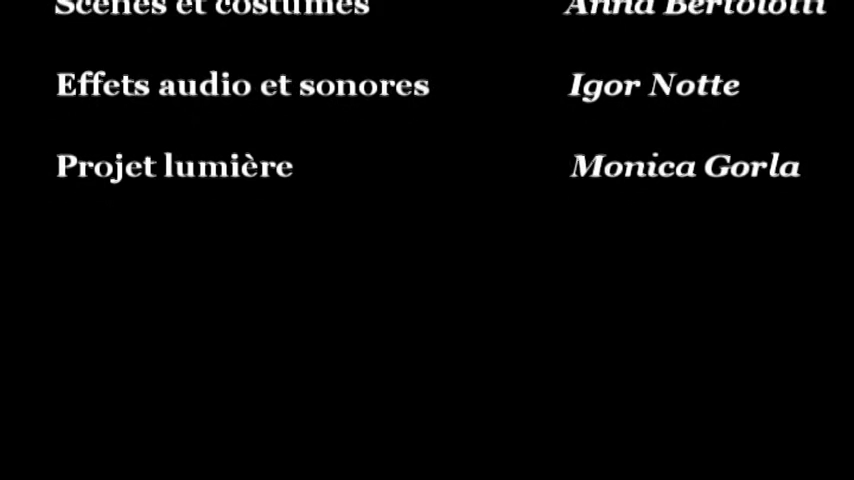 Scènes et costumes Anna Bertolotti
Effets audio et sonores Igor Notte
Projet lumière Monica Gorla